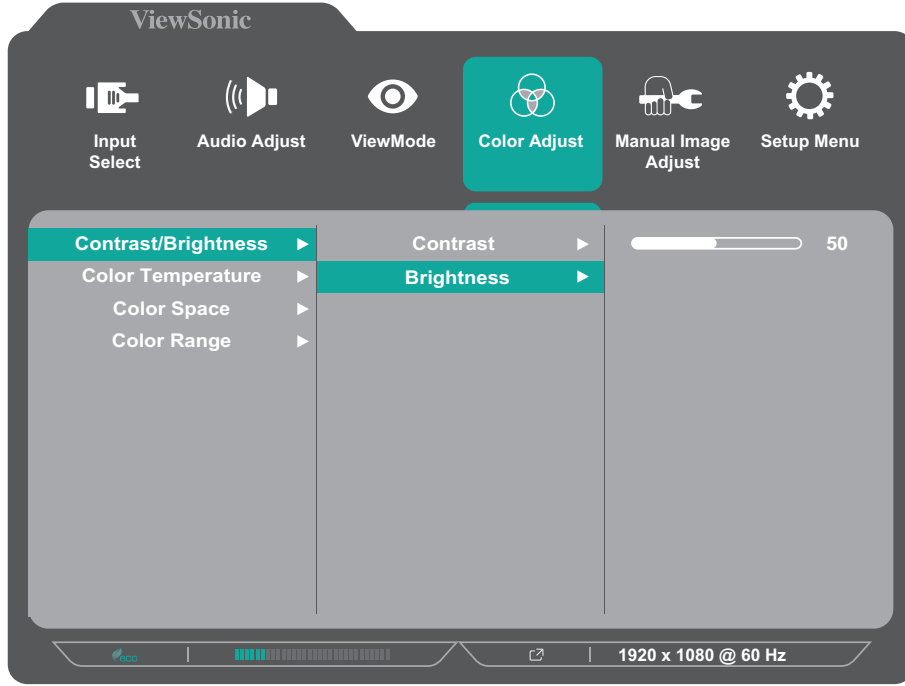 ViewSonic
Input
Select
Audio Adjust
ViewMode
Color Adjust
Manual Image
Adjust
Setup Menu
Contrast/Brightness
Contrast
50
Color Temperature
Brightness
Color Space
Color Range
eco
1920 x 1080 @ 60 Hz